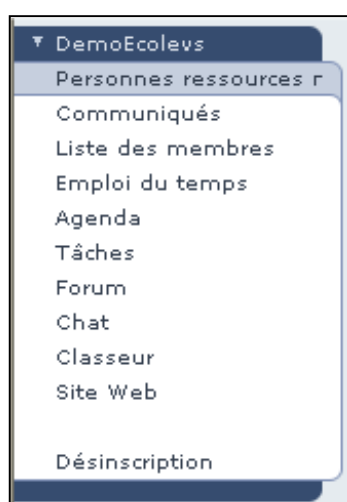 DemoEcolevs
Personnes ressources r
Communiqués
Liste des membres
Emploi du temps
Agenda
Tâches
Forum
Chat
Classeur
Site Web
Désinscription